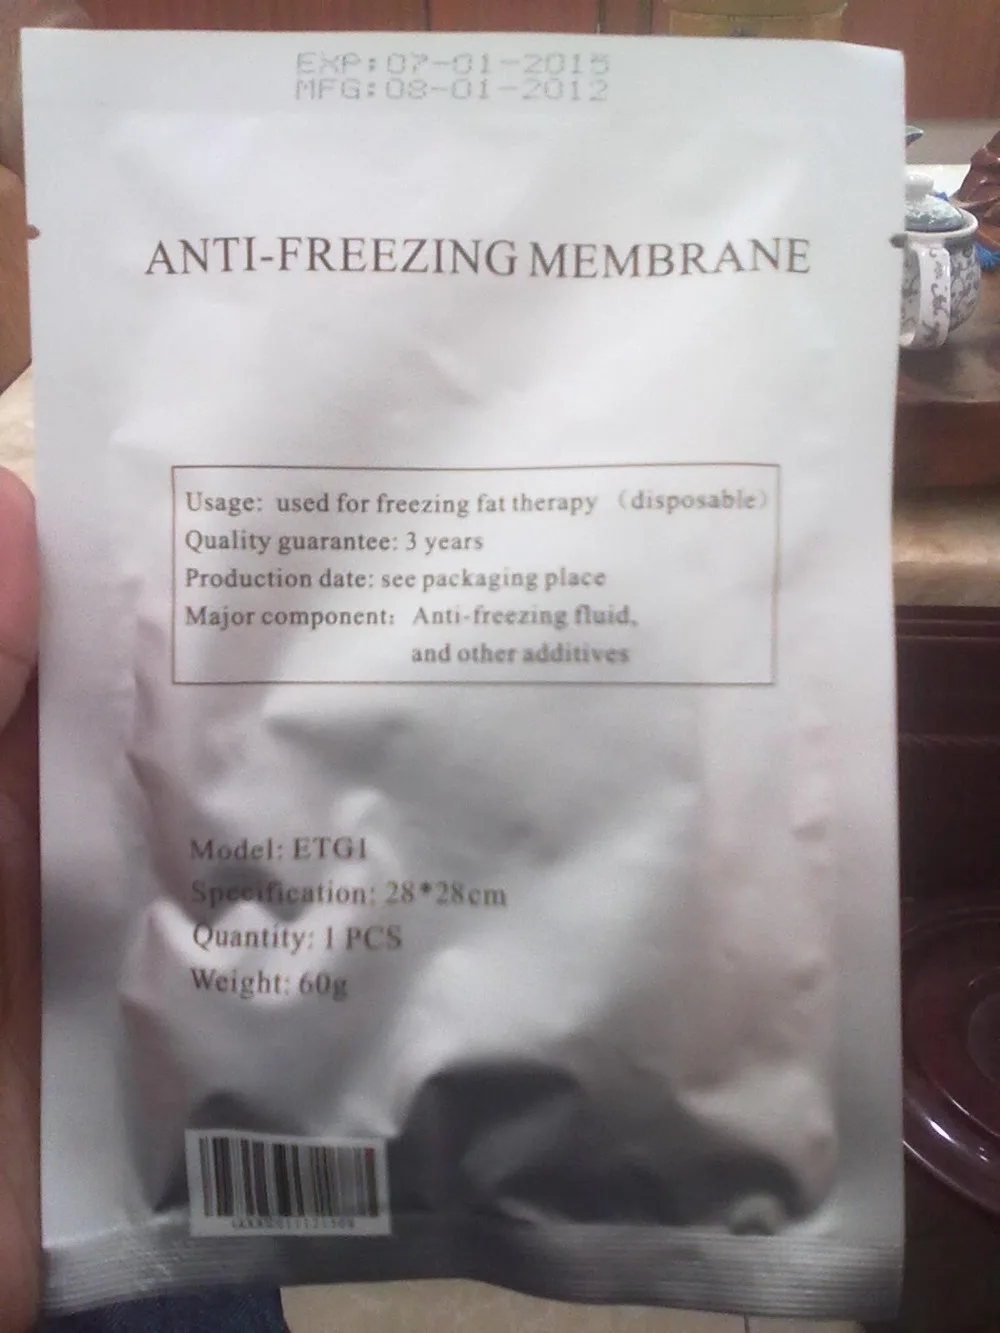 EXP:07-01-2015
MFG:08-01-2012
ANTI-FREEZING MEMBRANE
Usage: used for freezing fat therapy （disposable）
Quality guarantee: 3 years
Production date: see packaging place
Major component: Anti-freezing fluid,
and other additives
Model: ETG1
Specification: 28*28cm
Quantity: 1 PCS
Weight: 60g